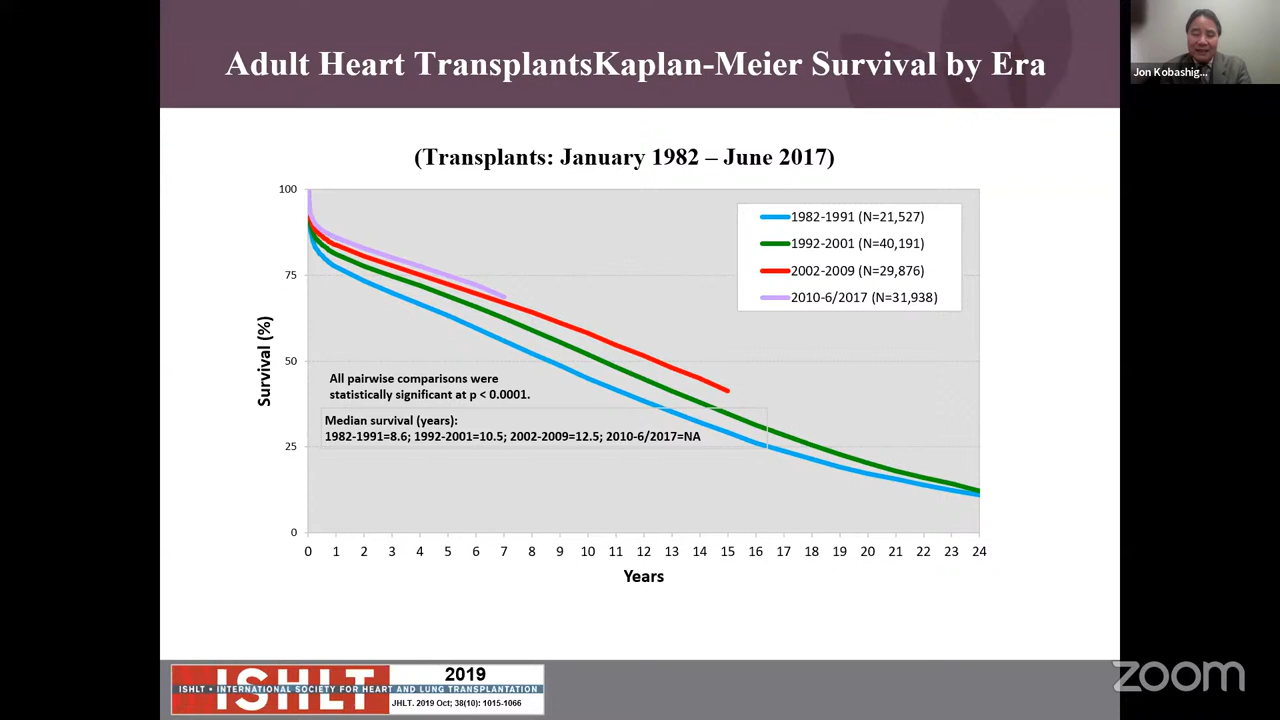 Adult Heart TransplantsKaplan-Meier Survival by Era
Jon Kobashig...
(Transplants: January 1982 – June 2017)
100
75
50
25
0
Survival (%)
1982-1991 (N=21,527)
1992-2001 (N=40,191)
2002-2009 (N=29,876)
2010-6/2017 (N=31,938)
All pairwise comparisons were
statistically significant at p < 0.0001.
Median survival (years):
1982-1991=8.6; 1992-2001=10.5; 2002-2009=12.5; 2010-6/2017=NA
0 1 2 3 4 5 6 7 8 9 10 11 12 13 14 15 16 17 18 19 20 21 22 23 24
Years
ISHLT
2019
ISHLT • INTERNATIONAL SOCIETY FOR HEART AND LUNG TRANSPLANTATION
JHLT. 2019 Oct; 38(10): 1015-1066
zoom